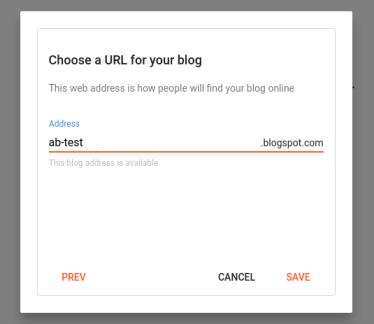 Choose a URL for your blog
This web address is how people will find your blog online
Address
ab-test .blogspot.com
This blog address is available.
PREV CANCEL SAVE